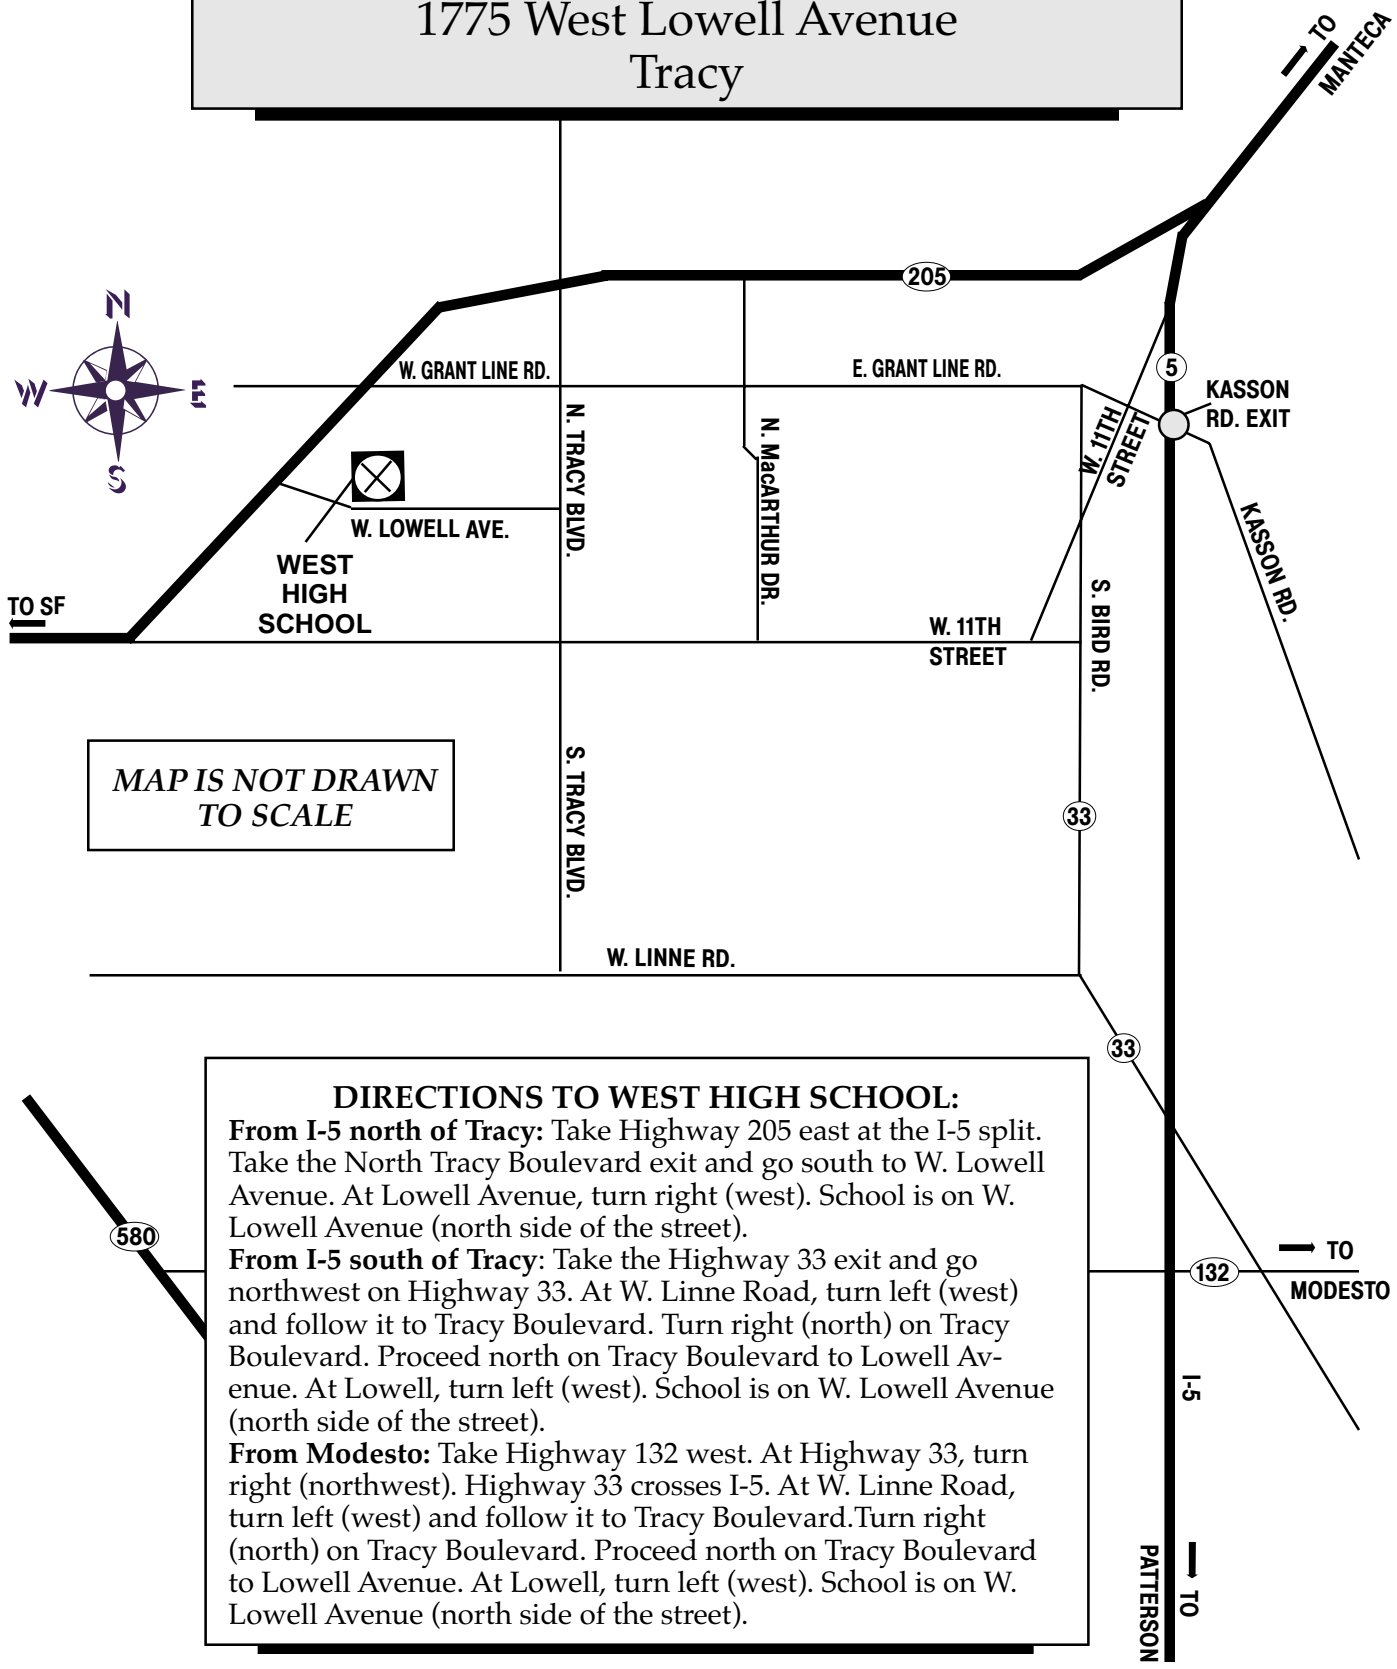 1775 West Lowell Avenue
Tracy
TO
MANTECA
205
N
W
E
S
W. GRANT LINE RD.
E. GRANT LINE RD.
5
KASSON
RD. EXIT
N. TRACY BLVD.
N. MacARTHUR DR.
W. 11TH
STREET
KASSON RD.
W. LOWELL AVE.
WEST
HIGH
SCHOOL
TO SF
W. 11TH
STREET
S. BIRD RD.
MAP IS NOT DRAWN
TO SCALE
S. TRACY BLVD.
33
W. LINNE RD.
33
580
132
TO
MODESTO
I-5
TO
PATTERSON
DIRECTIONS TO WEST HIGH SCHOOL:
From I-5 north of Tracy: Take Highway 205 east at the I-5 split.
Take the North Tracy Boulevard exit and go south to W. Lowell
Avenue. At Lowell Avenue, turn right (west). School is on W.
Lowell Avenue (north side of the street).
From I-5 south of Tracy: Take the Highway 33 exit and go
northwest on Highway 33. At W. Linne Road, turn left (west)
and follow it to Tracy Boulevard. Turn right (north) on Tracy
Boulevard. Proceed north on Tracy Boulevard to Lowell Av-
enue. At Lowell, turn left (west). School is on W. Lowell Avenue
(north side of the street).
From Modesto: Take Highway 132 west. At Highway 33, turn
right (northwest). Highway 33 crosses I-5. At W. Linne Road,
turn left (west) and follow it to Tracy Boulevard.Turn right
(north) on Tracy Boulevard. Proceed north on Tracy Boulevard
to Lowell Avenue. At Lowell, turn left (west). School is on W.
Lowell Avenue (north side of the street).